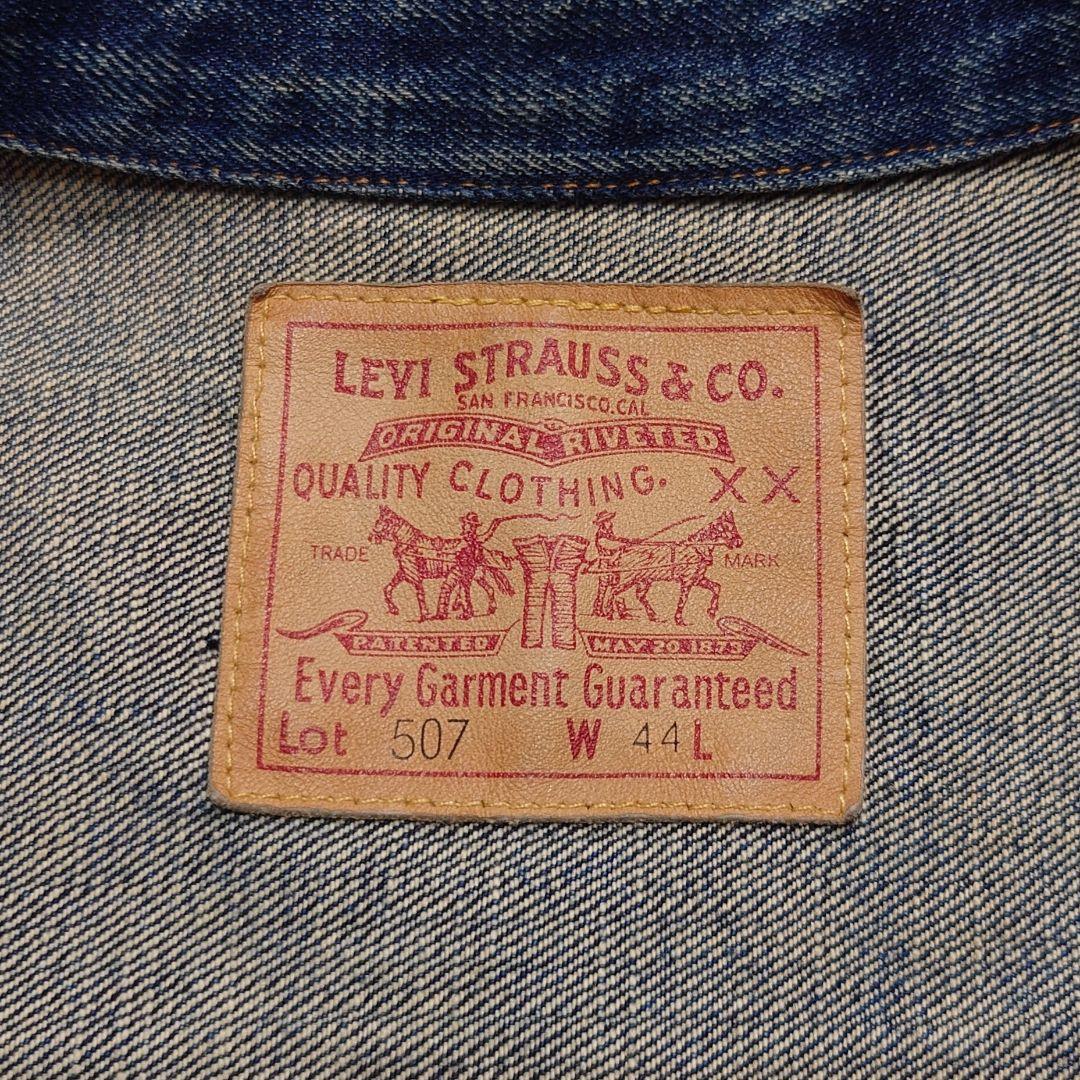 LEVI STRAUSS & CO.
SAN FRANCISCO, CAL
ORIGINAL RIVETED
QUALITY CLOTHING. XX
TRADE MARK
PATENTED MAY 20 1873
Every Garment Guaranteed
Lot 507 W 44 L